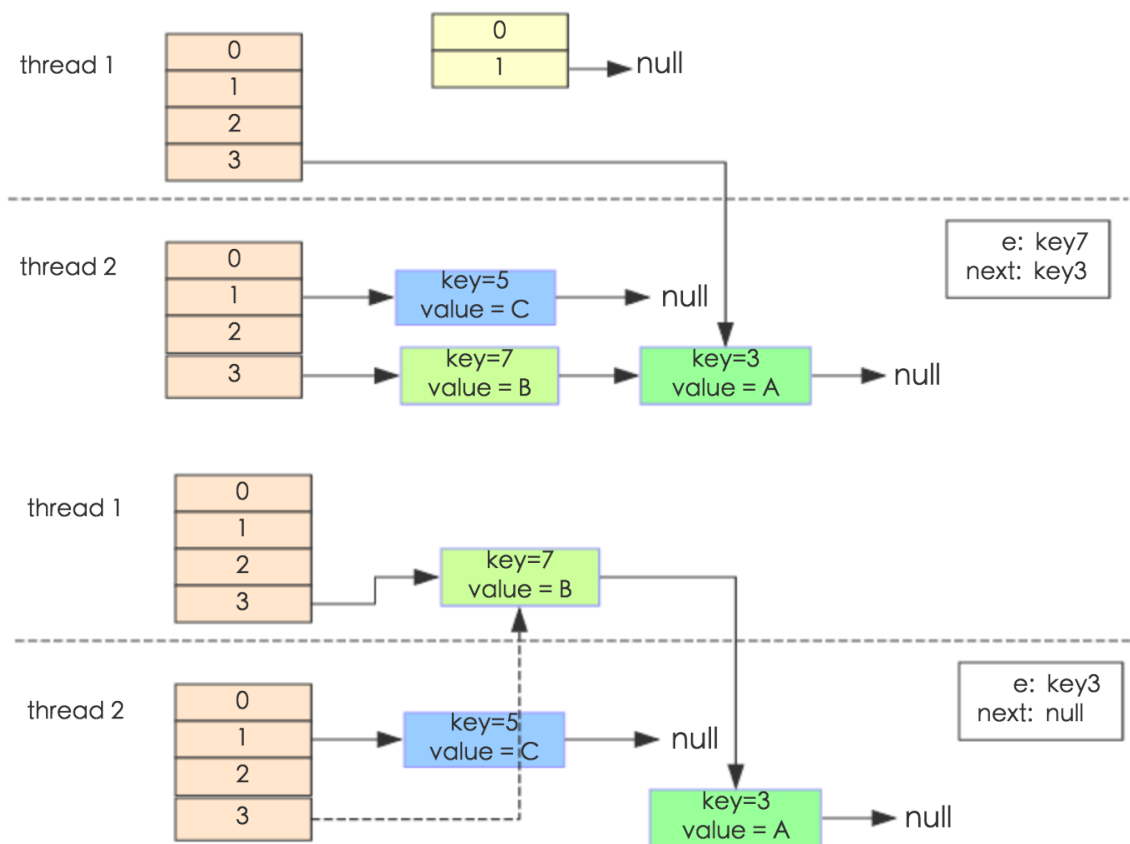 0
1
null
thread 1
0
1
2
3
thread 2
0
1
2
3
key=5
value = C
null
key=7
value = B
key=3
value = A
null
e: key7
next: key3
thread 1
0
1
2
3
key=7
value = B
thread 2
0
1
2
3
key=5
value = C
null
key=3
value = A
null
e: key3
next: null